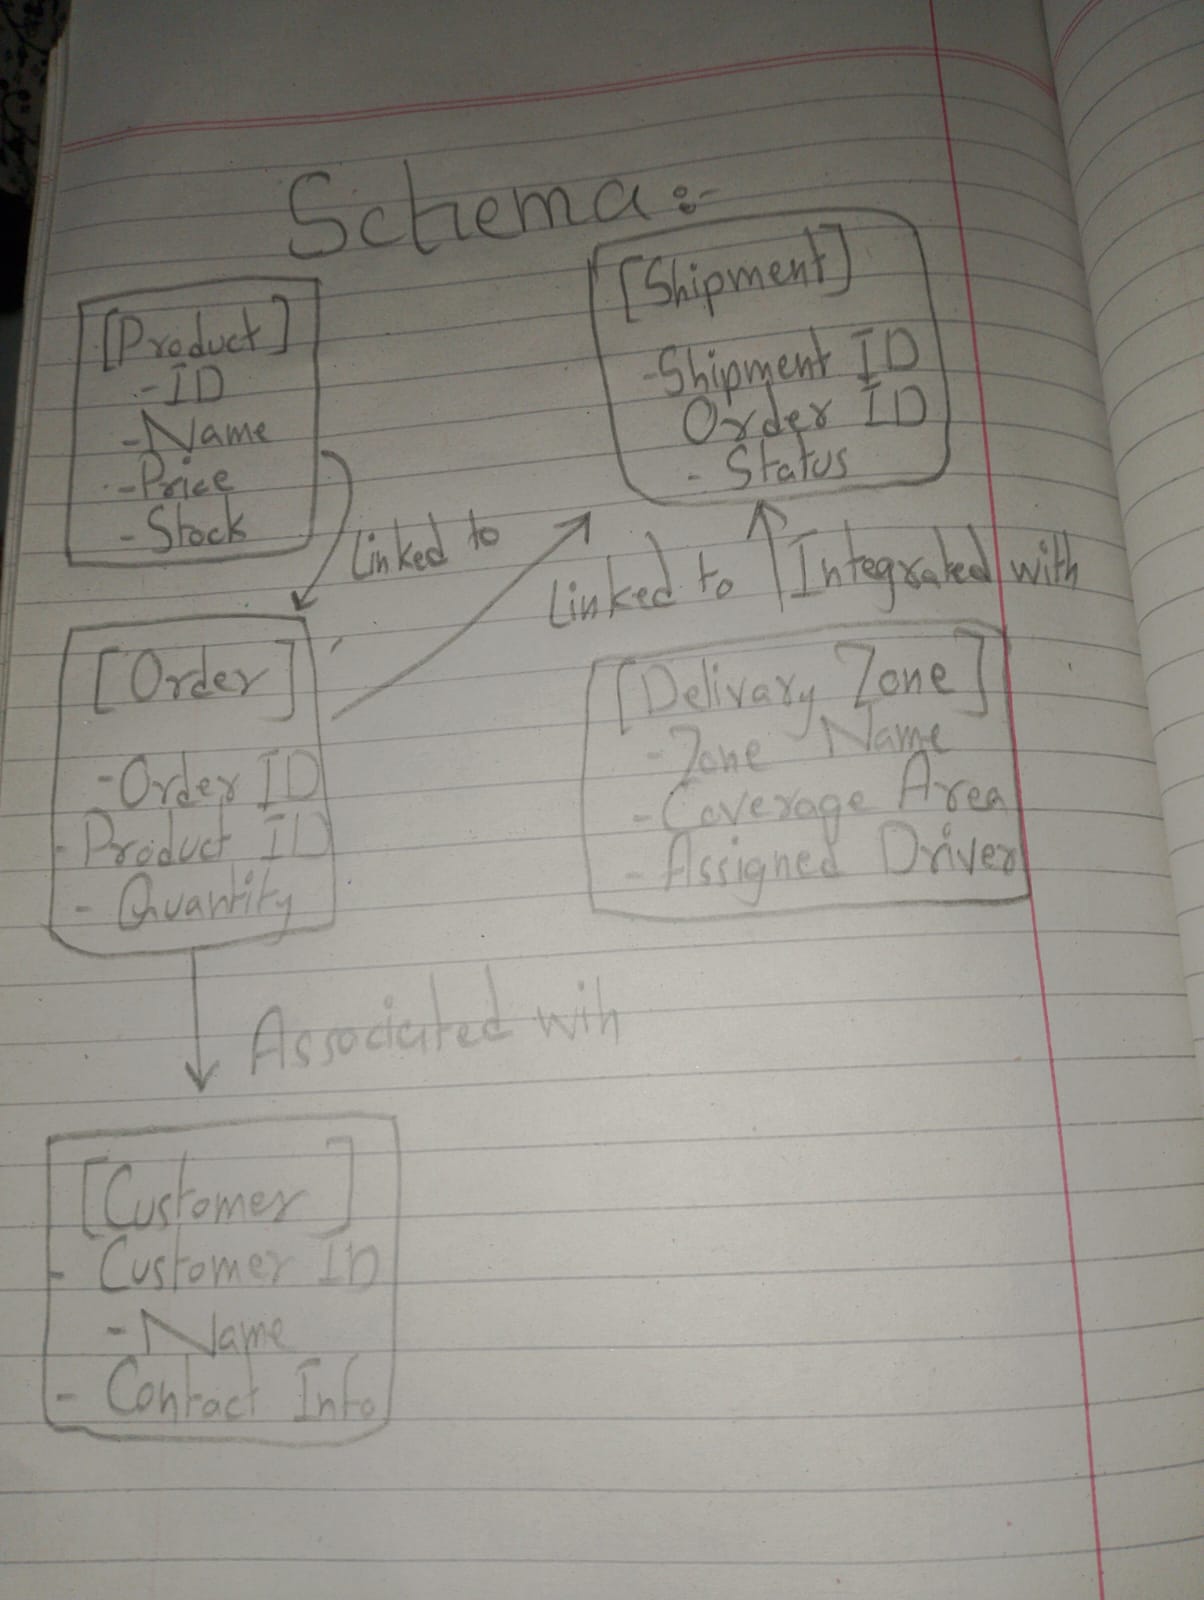 Schema:-
[Product]
- ID
- Name
- Price
- Stock
Linked to
[Shipment]
- Shipment ID
Order ID
- Status
Linked to
Integrated with
[Order]
- Order ID
- Product ID
- Quantity
[Delivary Zone]
- Zone Name
- Coverage Area
- Assigned Driver
Associated wih
[Customer]
- Customer ID
- Name
- Contact Info